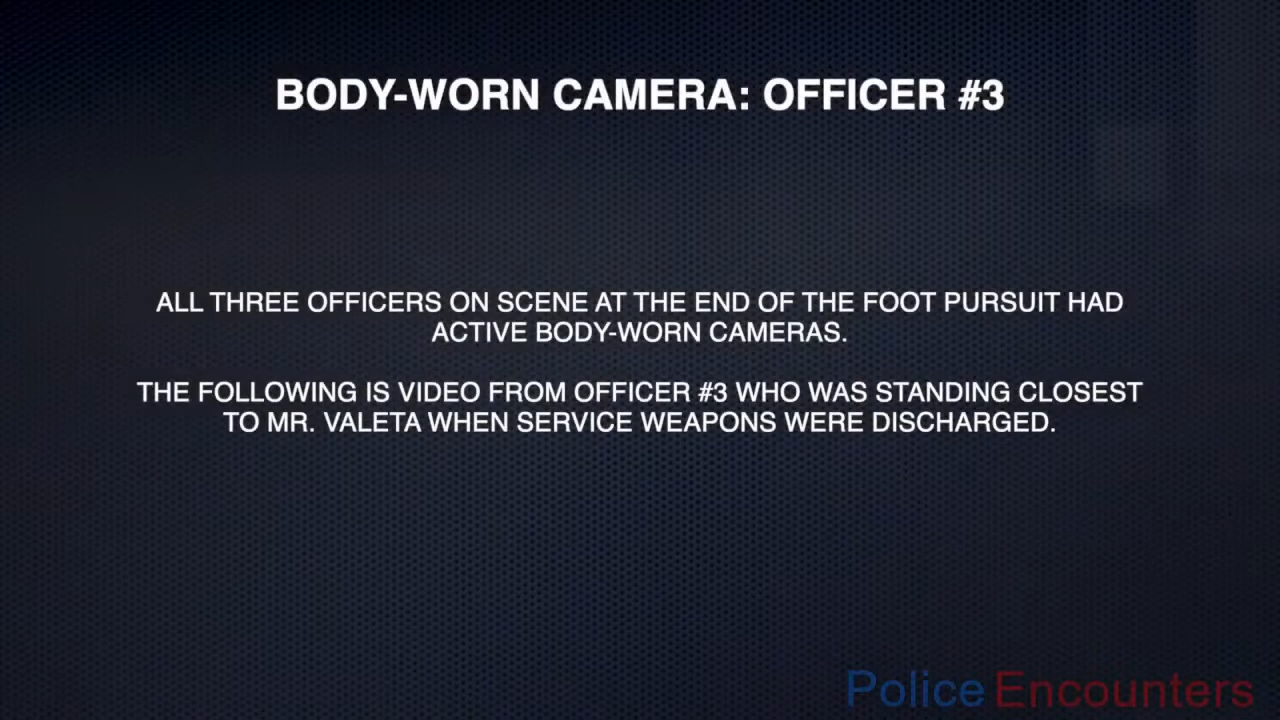 BODY-WORN CAMERA: OFFICER #3
ALL THREE OFFICERS ON SCENE AT THE END OF THE FOOT PURSUIT HAD
ACTIVE BODY-WORN CAMERAS.
THE FOLLOWING IS VIDEO FROM OFFICER #3 WHO WAS STANDING CLOSEST
TO MR. VALETA WHEN SERVICE WEAPONS WERE DISCHARGED.
Police Encounters